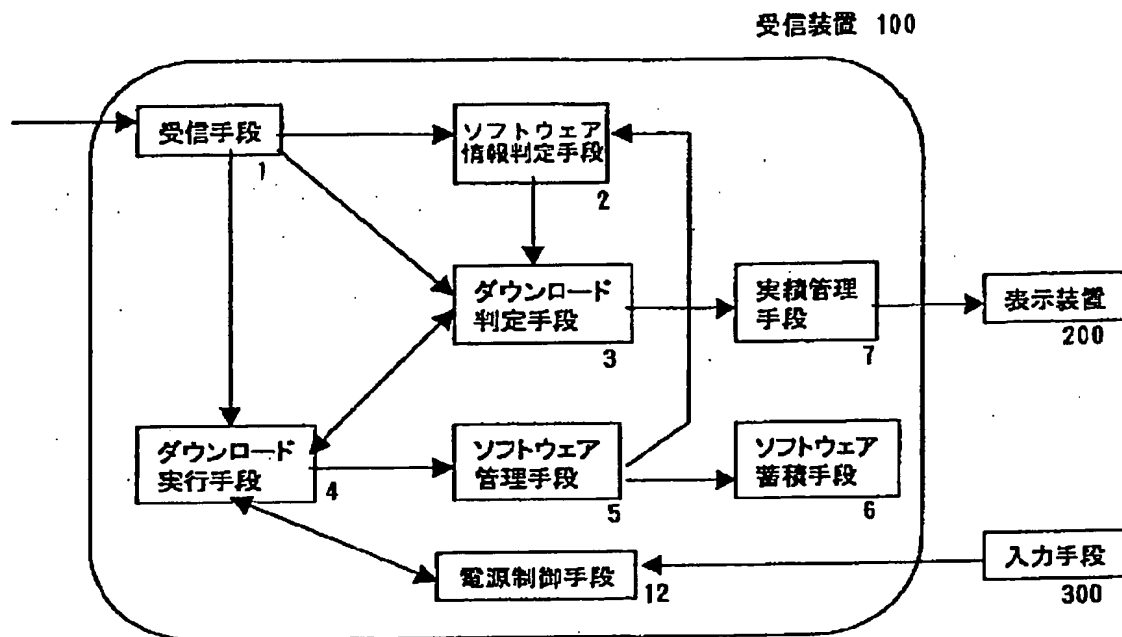 受信装置 100
受信手段
1
ソフトウェア
情報判定手段
2
ダウンロード
判定手段
3
実績管理
手段
7
表示装置
200
ダウンロード
実行手段
4
ソフトウェア
管理手段
5
ソフトウェア
蓄積手段
6
電源制御手段
12
入力手段
300